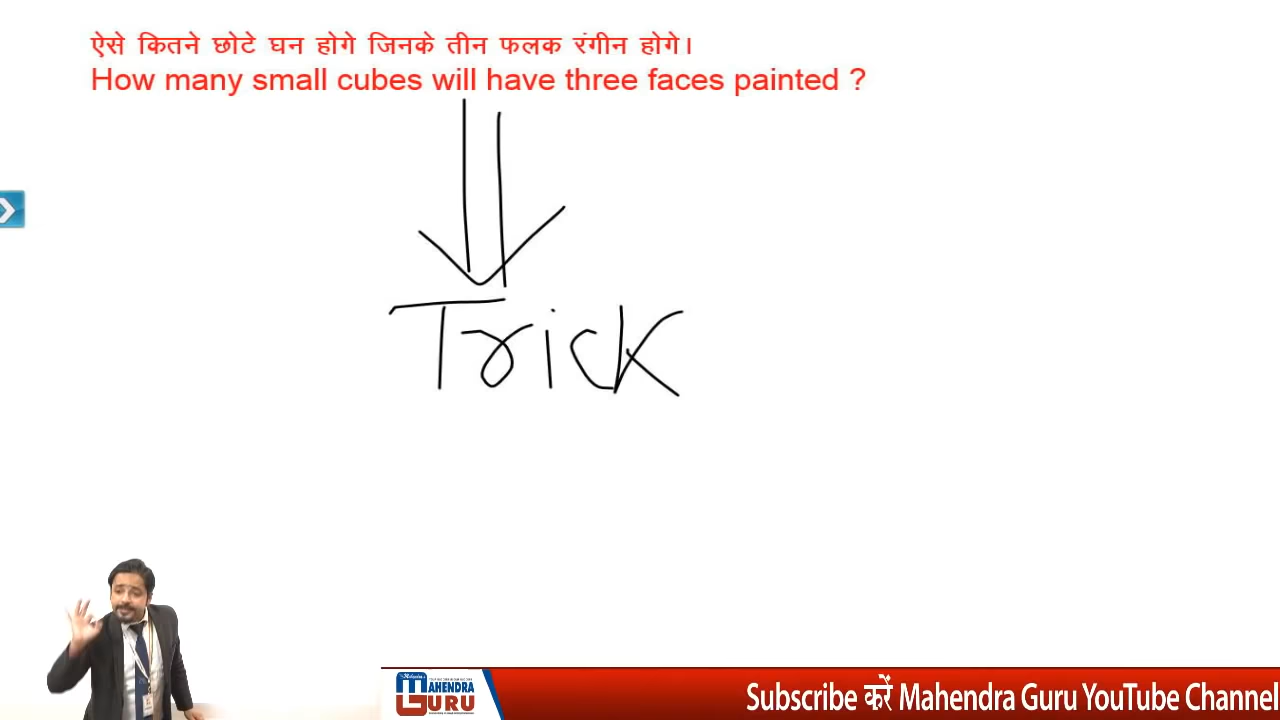 ऐसे कितने छोटे घन होगे जिनके तीन फलक रंगीन होगे।
How many small cubes will have three faces painted ?
Trick
Mahendra's
MAHENDRA
GURU
Subscribe करें Mahendra Guru YouTube Channel